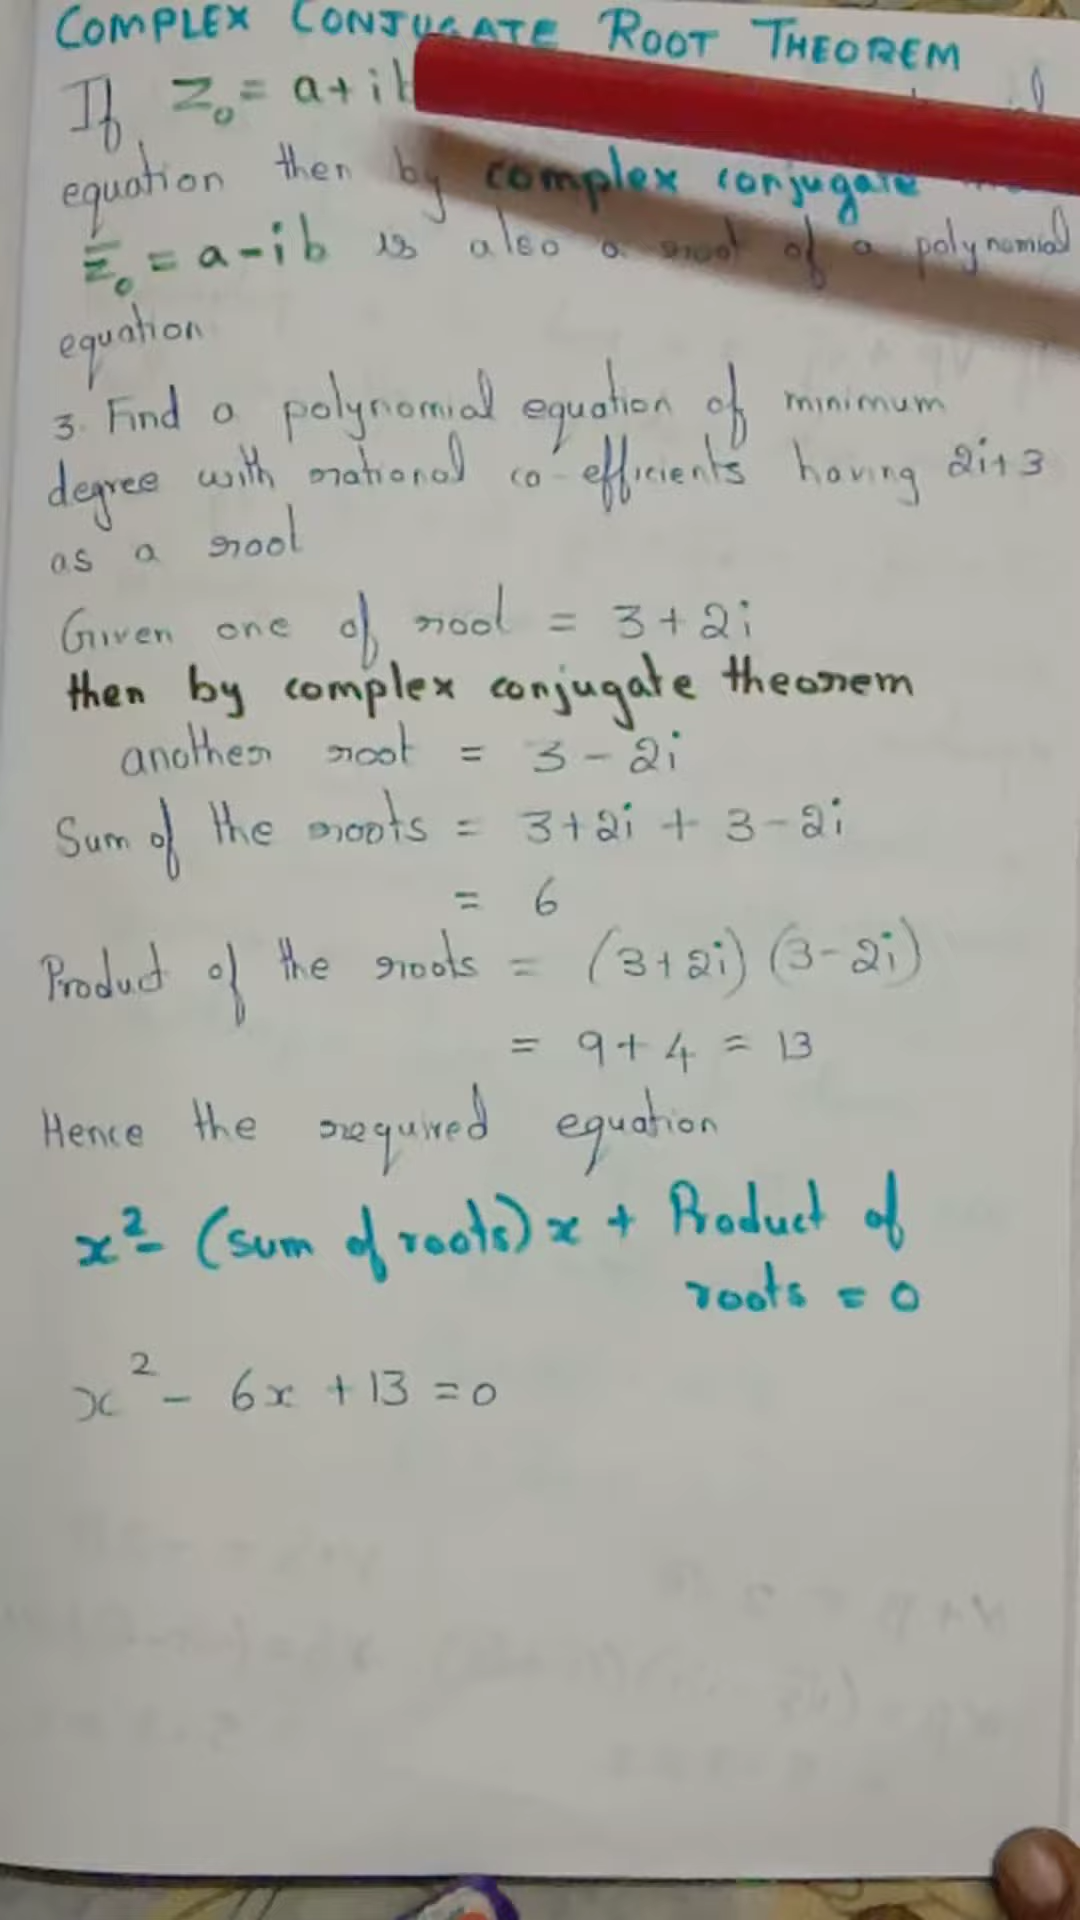 COMPLEX CONJUGATE ROOT THEOREM
If z₀ = a+ib
equation then by complex conjugate
z̅₀ = a-ib is also a root of a polynomial
equation.
3. Find a polynomial equation of minimum
degree with rational co-efficients having 2i+3
as a root
Given one of root = 3+2i
then by complex conjugate theorem
another root = 3-2i
Sum of the roots = 3+2i + 3-2i
= 6
Product of the roots = (3+2i) (3-2i)
= 9+4 = 13
Hence the required equation
x² - (sum of roots) x + Product of
roots = 0
x² - 6x + 13 = 0